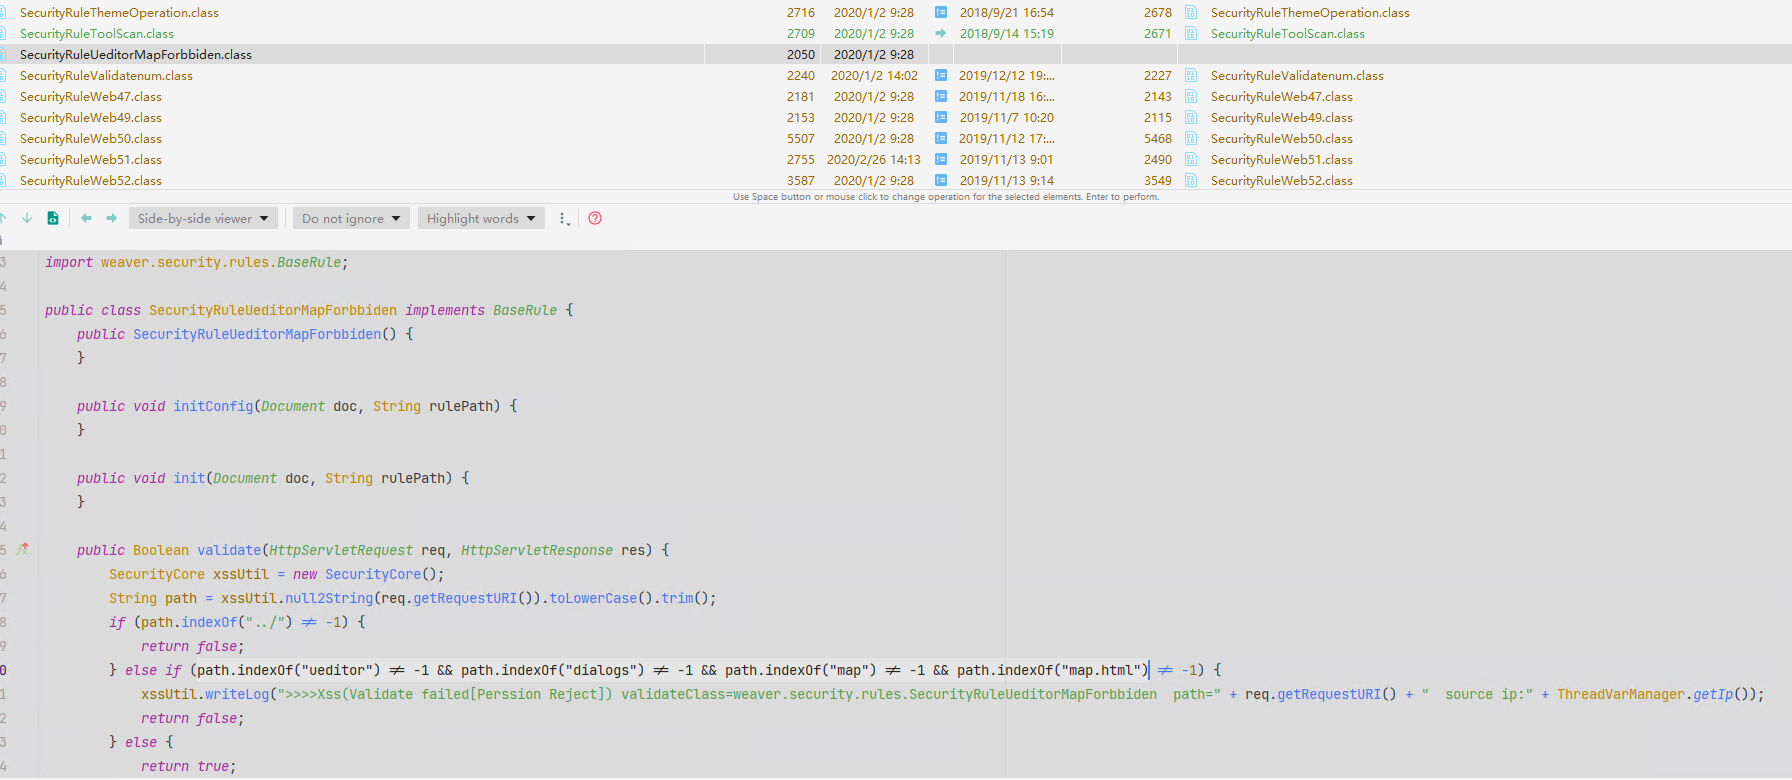 SecurityRuleThemeOperation.class 2716 2020/1/2 9:28 != 2018/9/21 16:54 2678 SecurityRuleThemeOperation.class
SecurityRuleToolScan.class 2709 2020/1/2 9:28 2018/9/14 15:19 2671 SecurityRuleToolScan.class
SecurityRuleUeditorMapForbbiden.class 2050 2020/1/2 9:28
SecurityRuleValidatenum.class 2240 2020/1/2 14:02 != 2019/12/12 19:... 2227 SecurityRuleValidatenum.class
SecurityRuleWeb47.class 2181 2020/1/2 9:28 != 2019/11/18 16:... 2143 SecurityRuleWeb47.class
SecurityRuleWeb49.class 2153 2020/1/2 9:28 != 2019/11/7 10:20 2115 SecurityRuleWeb49.class
SecurityRuleWeb50.class 5507 2020/1/2 9:28 != 2019/11/12 17:... 5468 SecurityRuleWeb50.class
SecurityRuleWeb51.class 2755 2020/2/26 14:13 != 2019/11/13 9:01 2490 SecurityRuleWeb51.class
SecurityRuleWeb52.class 3587 2020/1/2 9:28 != 2019/11/13 9:14 3549 SecurityRuleWeb52.class
Use Space button or mouse click to change operation for the selected elements. Enter to perform.
Side-by-side viewer Do not ignore Highlight words
3 import weaver.security.rules.BaseRule;
4
5 public class SecurityRuleUeditorMapForbbiden implements BaseRule {
6 public SecurityRuleUeditorMapForbbiden() {
7 }
8
9 public void initConfig(Document doc, String rulePath) {
0 }
1
2 public void init(Document doc, String rulePath) {
3 }
4
5 public Boolean validate(HttpServletRequest req, HttpServletResponse res) {
6 SecurityCore xssUtil = new SecurityCore();
7 String path = xssUtil.null2String(req.getRequestURI()).toLowerCase().trim();
8 if (path.indexOf("../") ≠ -1) {
9 return false;
0 } else if (path.indexOf("ueditor") ≠ -1 && path.indexOf("dialogs") ≠ -1 && path.indexOf("map") ≠ -1 && path.indexOf("map.html") ≠ -1) {
1 xssUtil.writeLog(">>>>Xss(Validate failed[Perssion Reject]) validateClass=weaver.security.rules.SecurityRuleUeditorMapForbbiden  path=" + req.getRequestURI() + "  source ip:" + ThreadVarManager.getIp());
2 return false;
3 } else {
4 return true;